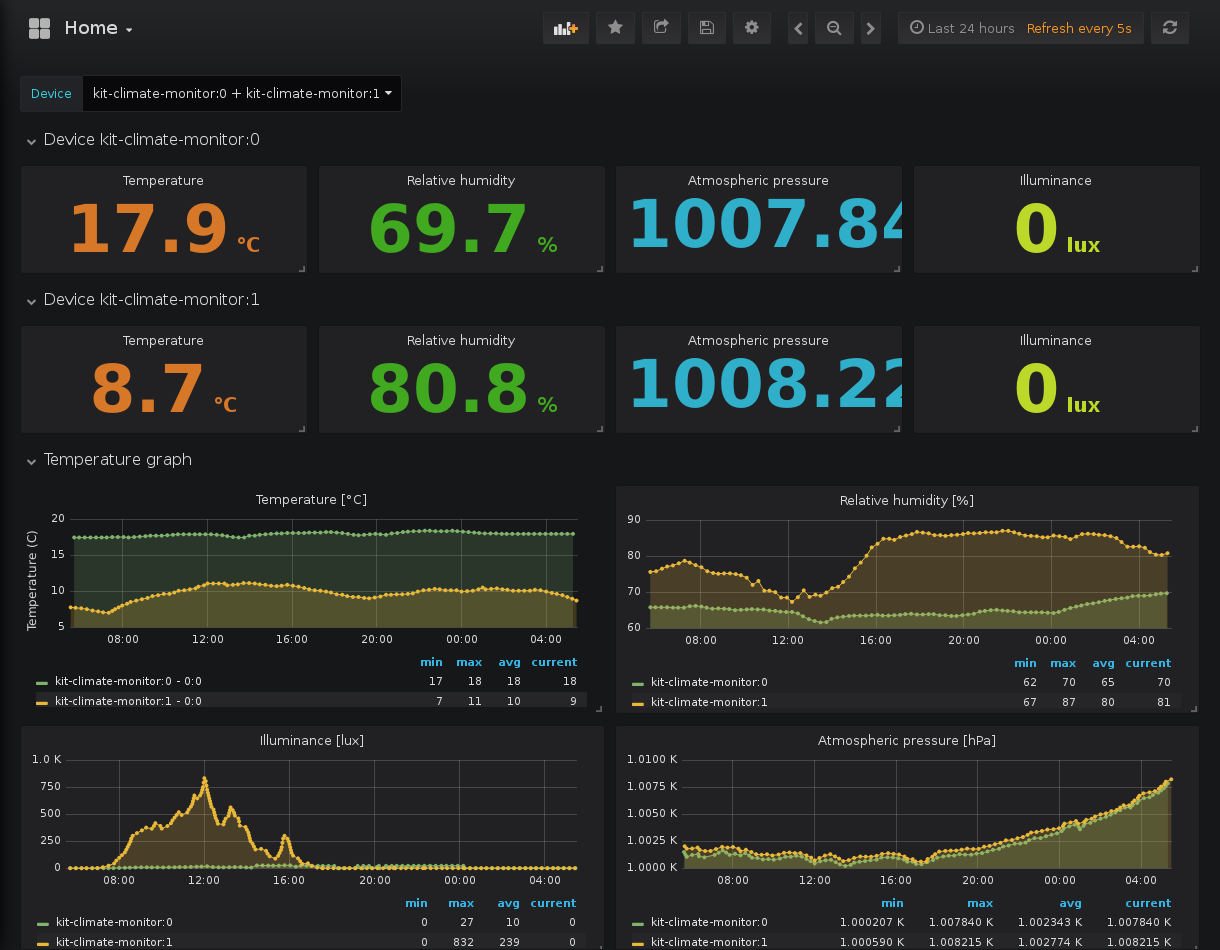 Home
Last 24 hours Refresh every 5s
Device kit-climate-monitor:0 + kit-climate-monitor:1
Device kit-climate-monitor:0
Temperature Relative humidity Atmospheric pressure Illuminance
17.9 °C 69.7 % 1007.84 0 lux
Device kit-climate-monitor:1
Temperature Relative humidity Atmospheric pressure Illuminance
8.7 °C 80.8 % 1008.22 0 lux
Temperature graph
Temperature [°C]
Temperature (C)
20
15
10
5
08:00 12:00 16:00 20:00 00:00 04:00
min max avg current
kit-climate-monitor:0 - 0:0 17 18 18 18
kit-climate-monitor:1 - 0:0 7 11 10 9
Relative humidity [%]
90
80
70
60
08:00 12:00 16:00 20:00 00:00 04:00
min max avg current
kit-climate-monitor:0 62 70 65 70
kit-climate-monitor:1 67 87 80 81
Illuminance [lux]
1.0 K
750
500
250
0
08:00 12:00 16:00 20:00 00:00 04:00
min max avg current
kit-climate-monitor:0 0 27 10 0
kit-climate-monitor:1 0 832 239 0
Atmospheric pressure [hPa]
1.0100 K
1.0075 K
1.0050 K
1.0025 K
1.0000 K
08:00 12:00 16:00 20:00 00:00 04:00
min max avg current
kit-climate-monitor:0 1.000207 K 1.007840 K 1.002343 K 1.007840 K
kit-climate-monitor:1 1.000590 K 1.008215 K 1.002774 K 1.008215 K